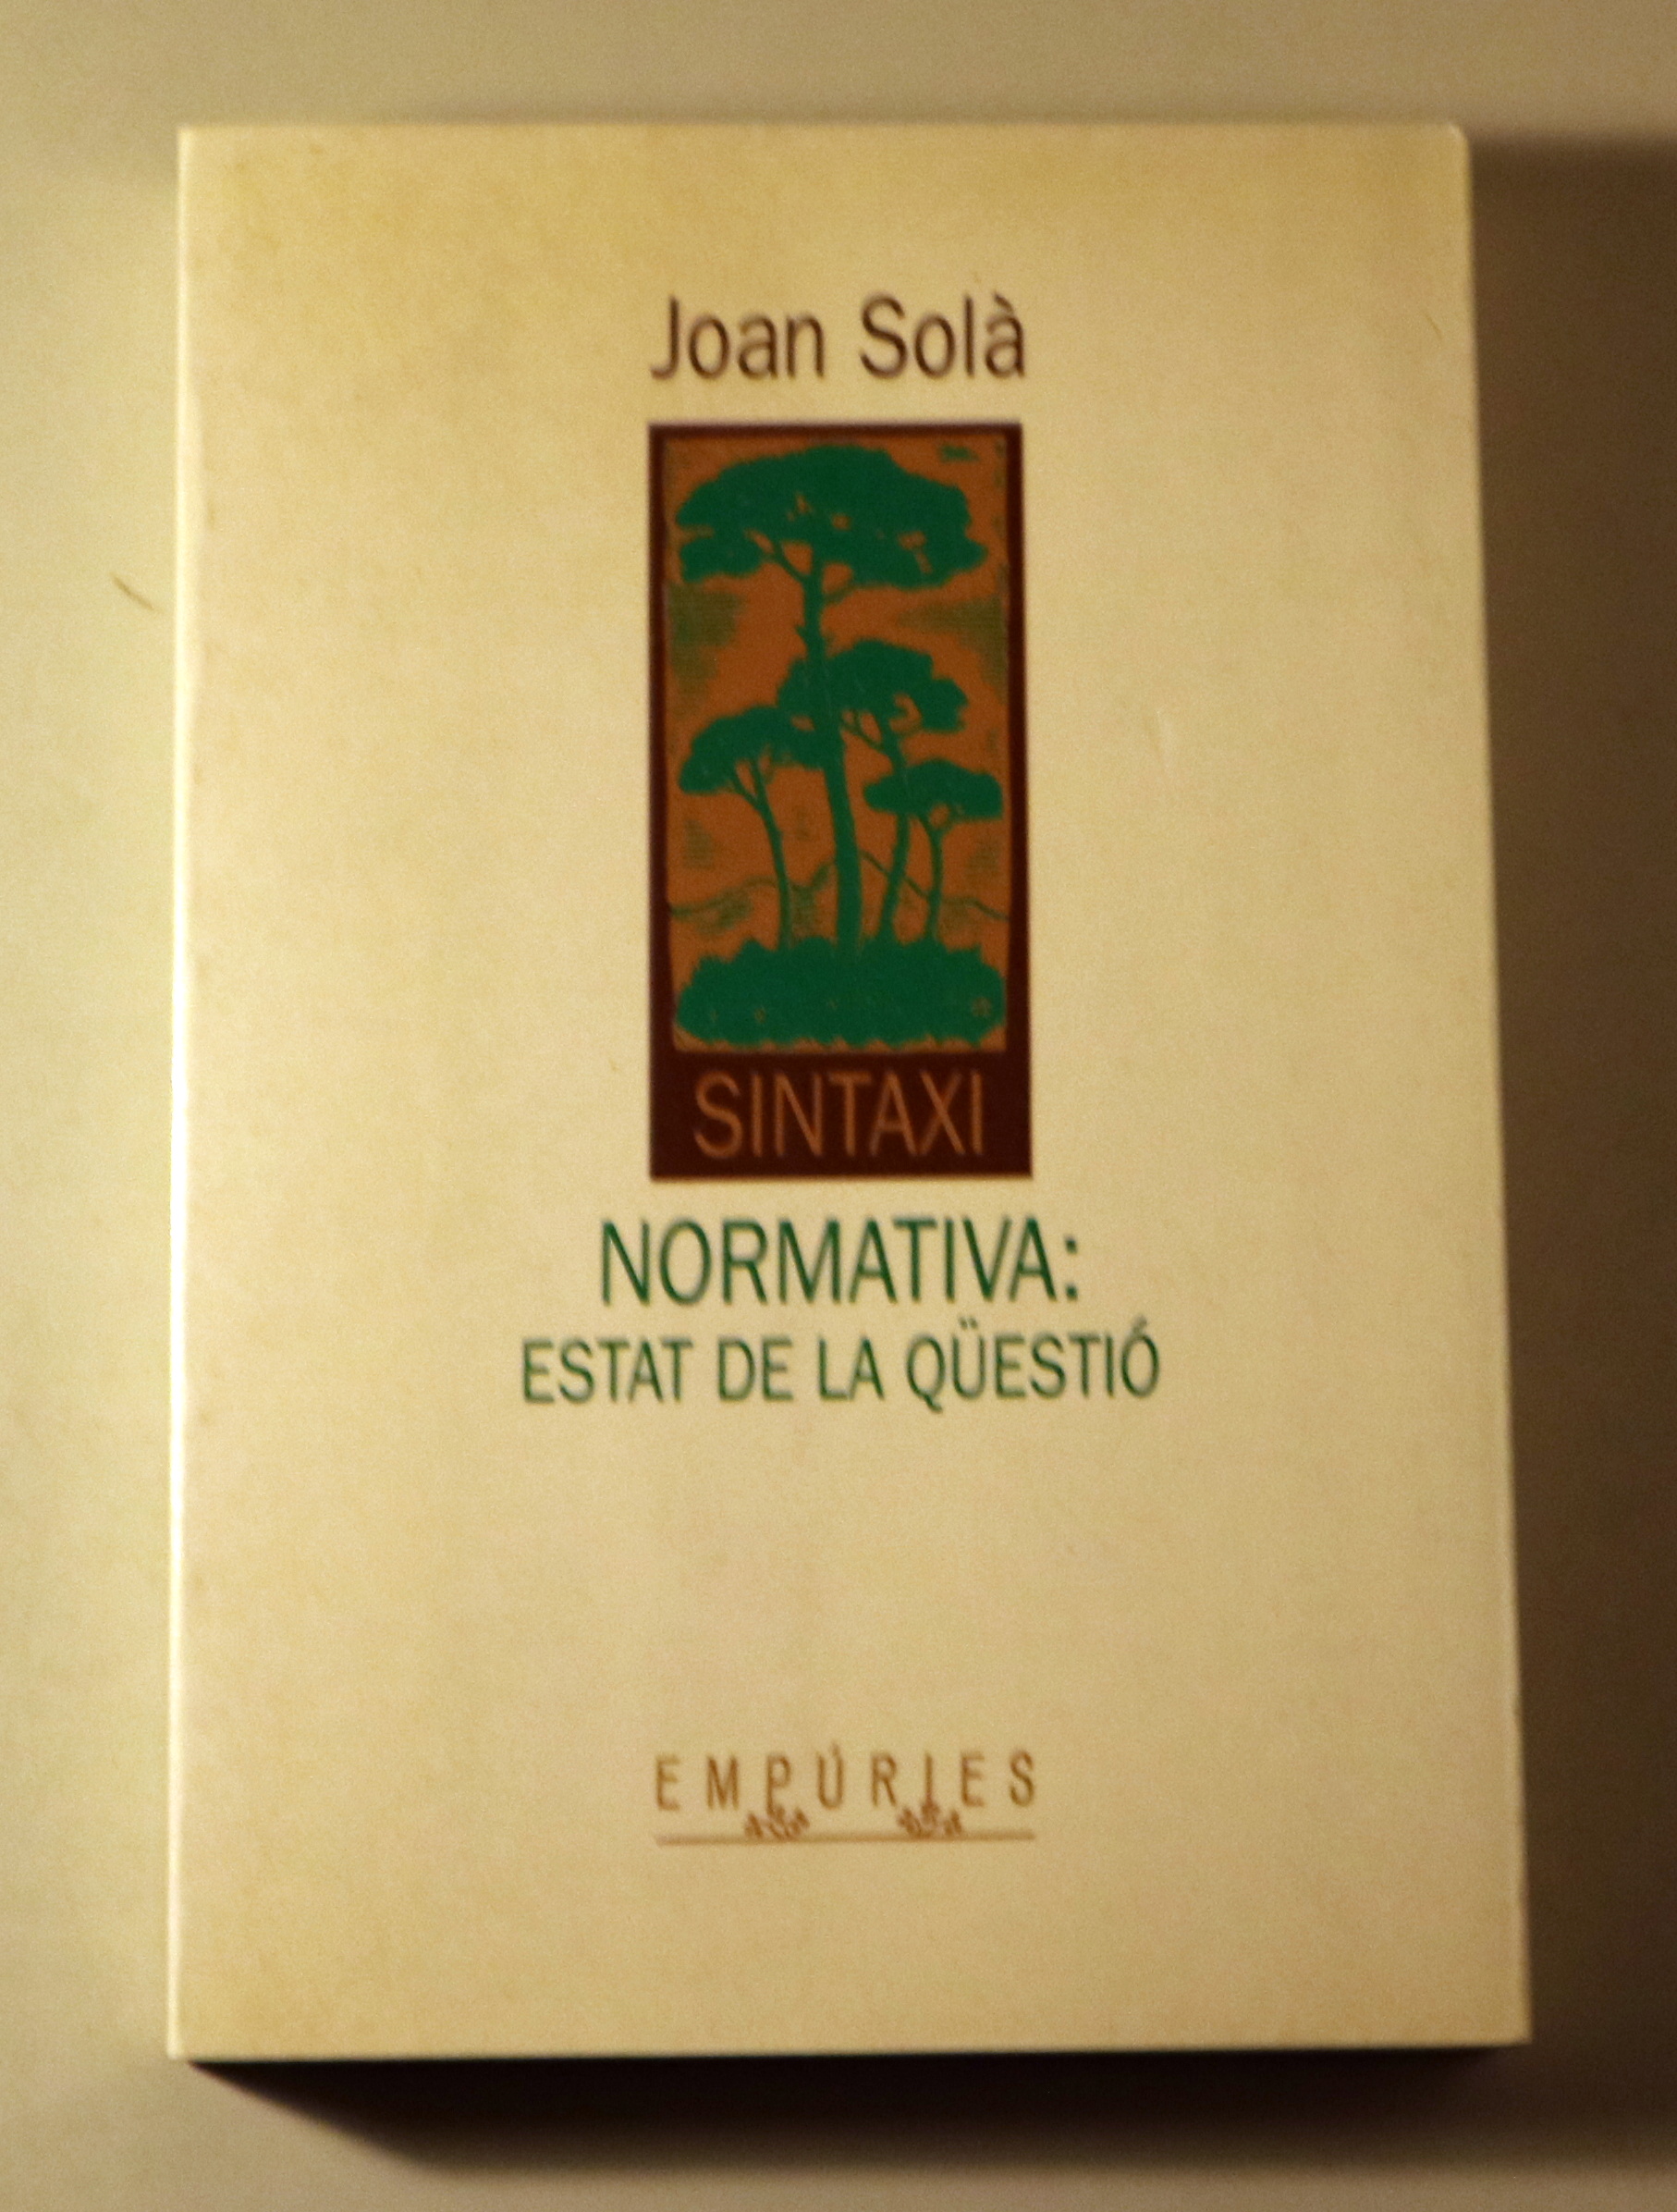 Joan Solà
SINTAXI
NORMATIVA:
ESTAT DE LA QÜESTIÓ
EMPÚRIES